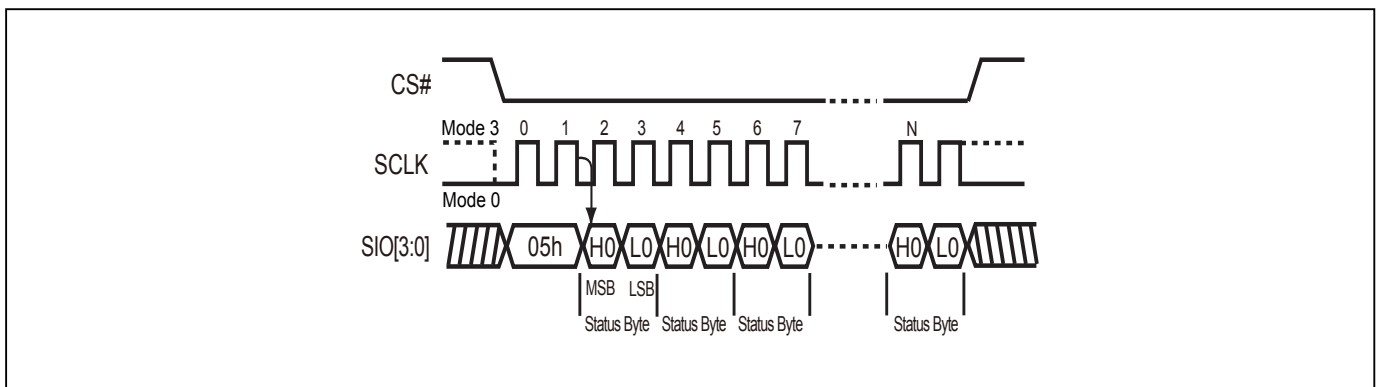 CS#
Mode 3 0 1 2 3 4 5 6 7 N
SCLK
Mode 0
SIO[3:0] 05h H0 L0 H0 L0 H0 L0 H0 L0
MSB LSB
Status Byte Status Byte Status Byte Status Byte